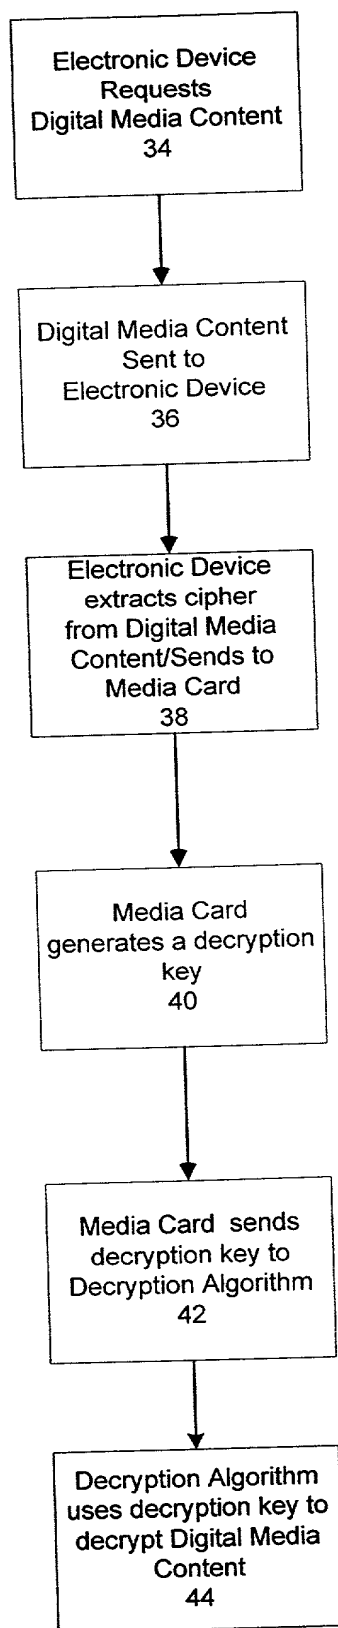 Electronic Device
Requests
Digital Media Content
34
Digital Media Content
Sent to
Electronic Device
36
Electronic Device
extracts cipher
from Digital Media
Content/Sends to
Media Card
38
Media Card
generates a decryption
key
40
Media Card sends
decryption key to
Decryption Algorithm
42
Decryption Algorithm
uses decryption key to
decrypt Digital Media
Content
44